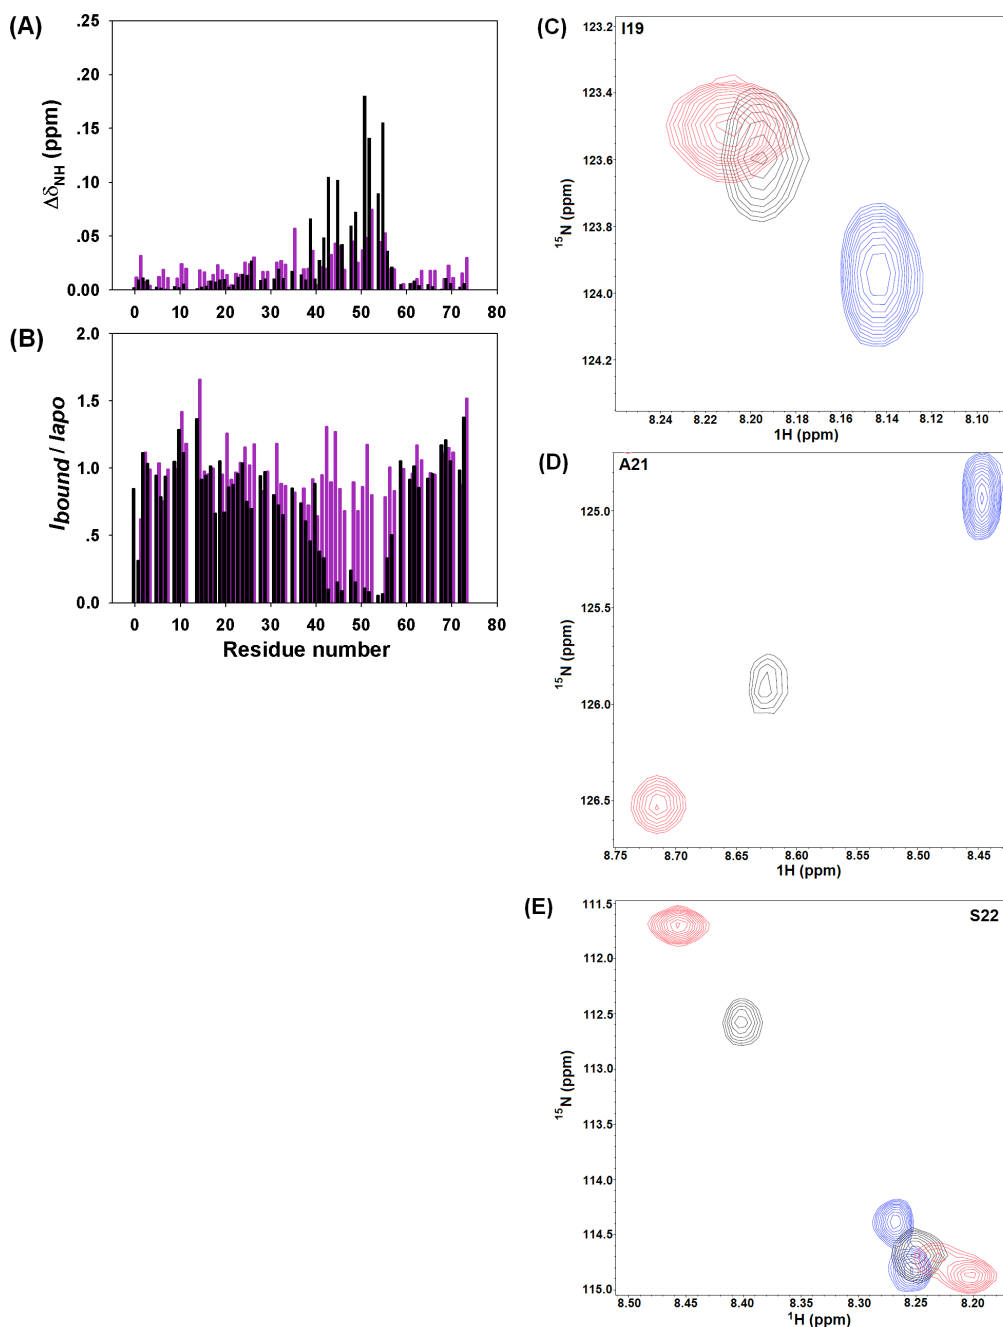 (A)
.25
.20
.15
.10
.05
0.00
ΔδNH (ppm)
0 10 20 30 40 50 60 70 80
(B)
2.0
1.5
1.0
.5
0.0
Ibound / Iapo
0 10 20 30 40 50 60 70 80
Residue number
(C)
I19
123.2
123.4
123.6
123.8
124.0
124.2
15N (ppm)
8.24 8.22 8.20 8.18 8.16 8.14 8.12 8.10
1H (ppm)
(D)
A21
125.0
125.5
126.0
126.5
15N (ppm)
8.75 8.70 8.65 8.60 8.55 8.50 8.45
1H (ppm)
(E)
S22
111.5
112.0
112.5
113.0
113.5
114.0
114.5
115.0
15N (ppm)
8.50 8.45 8.40 8.35 8.30 8.25 8.20
1H (ppm)